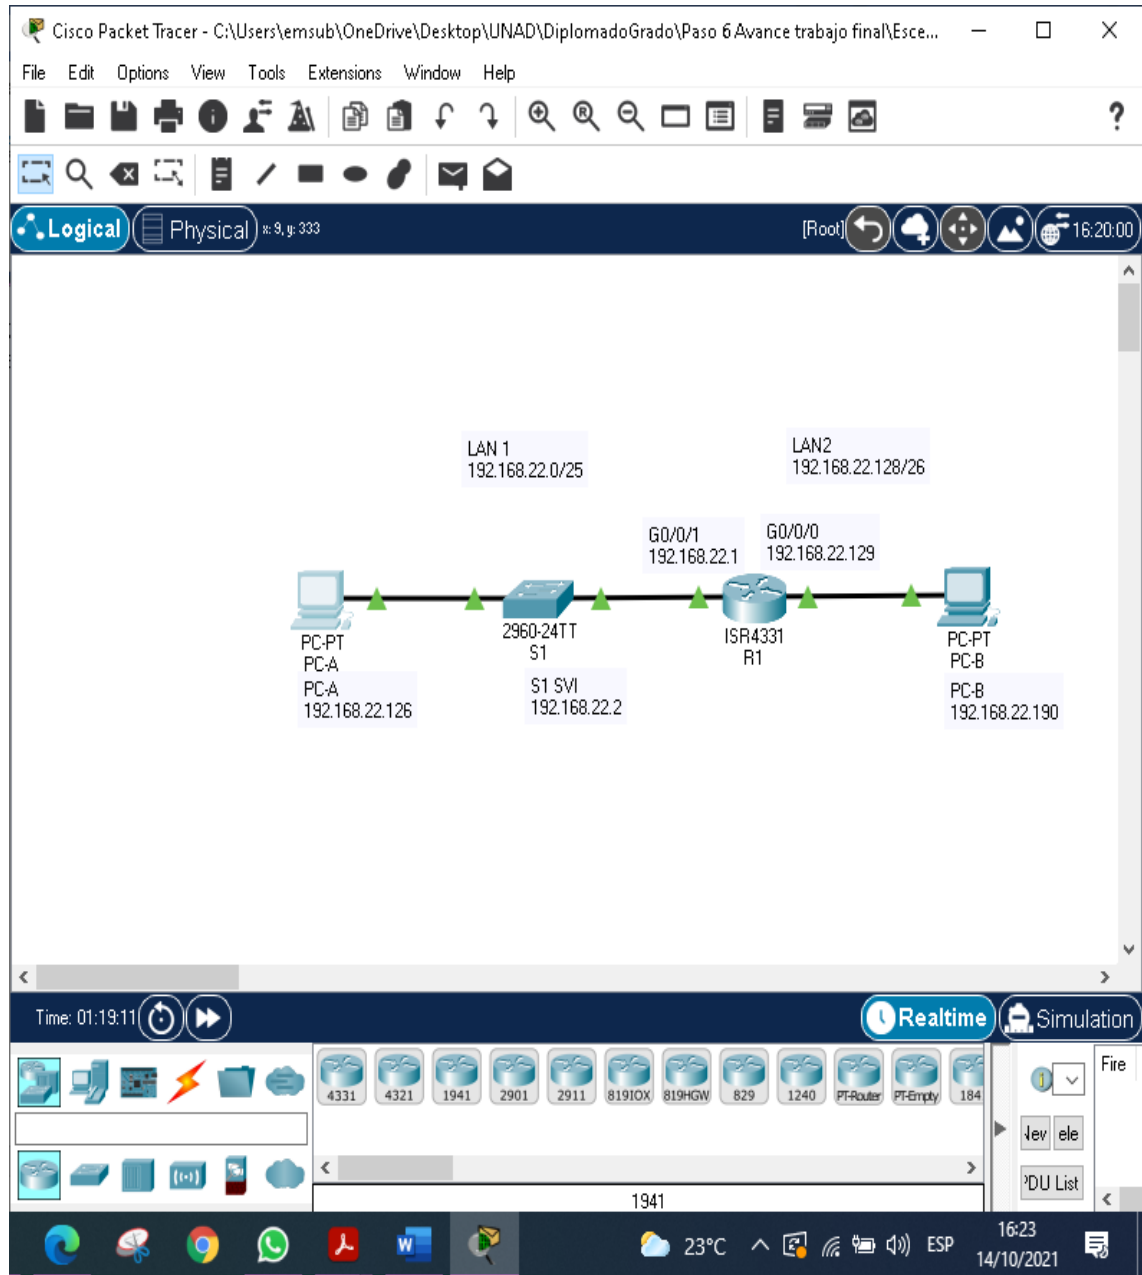 Cisco Packet Tracer - C:\Users\emsub\OneDrive\Desktop\UNAD\DiplomadoGrado\Paso 6 Avance trabajo final\Esce...
File Edit Options View Tools Extensions Window Help
Logical Physical x: 9, y: 333 [Root] 16:20:00
LAN 1
192.168.22.0/25
LAN2
192.168.22.128/26
G0/0/1
192.168.22.1
G0/0/0
192.168.22.129
PC-PT
PC-A
PC-A
192.168.22.126
2960-24TT
S1
S1 SVI
192.168.22.2
ISR4331
R1
PC-PT
PC-B
PC-B
192.168.22.190
Time: 01:19:11 Realtime Simulation
4331 4321 1941 2901 2911 819IOX 819HGW 829 1240 PT-Router PT-Empty 184
Fire
Nev ele
PDU List
1941
23°C ESP
16:23
14/10/2021